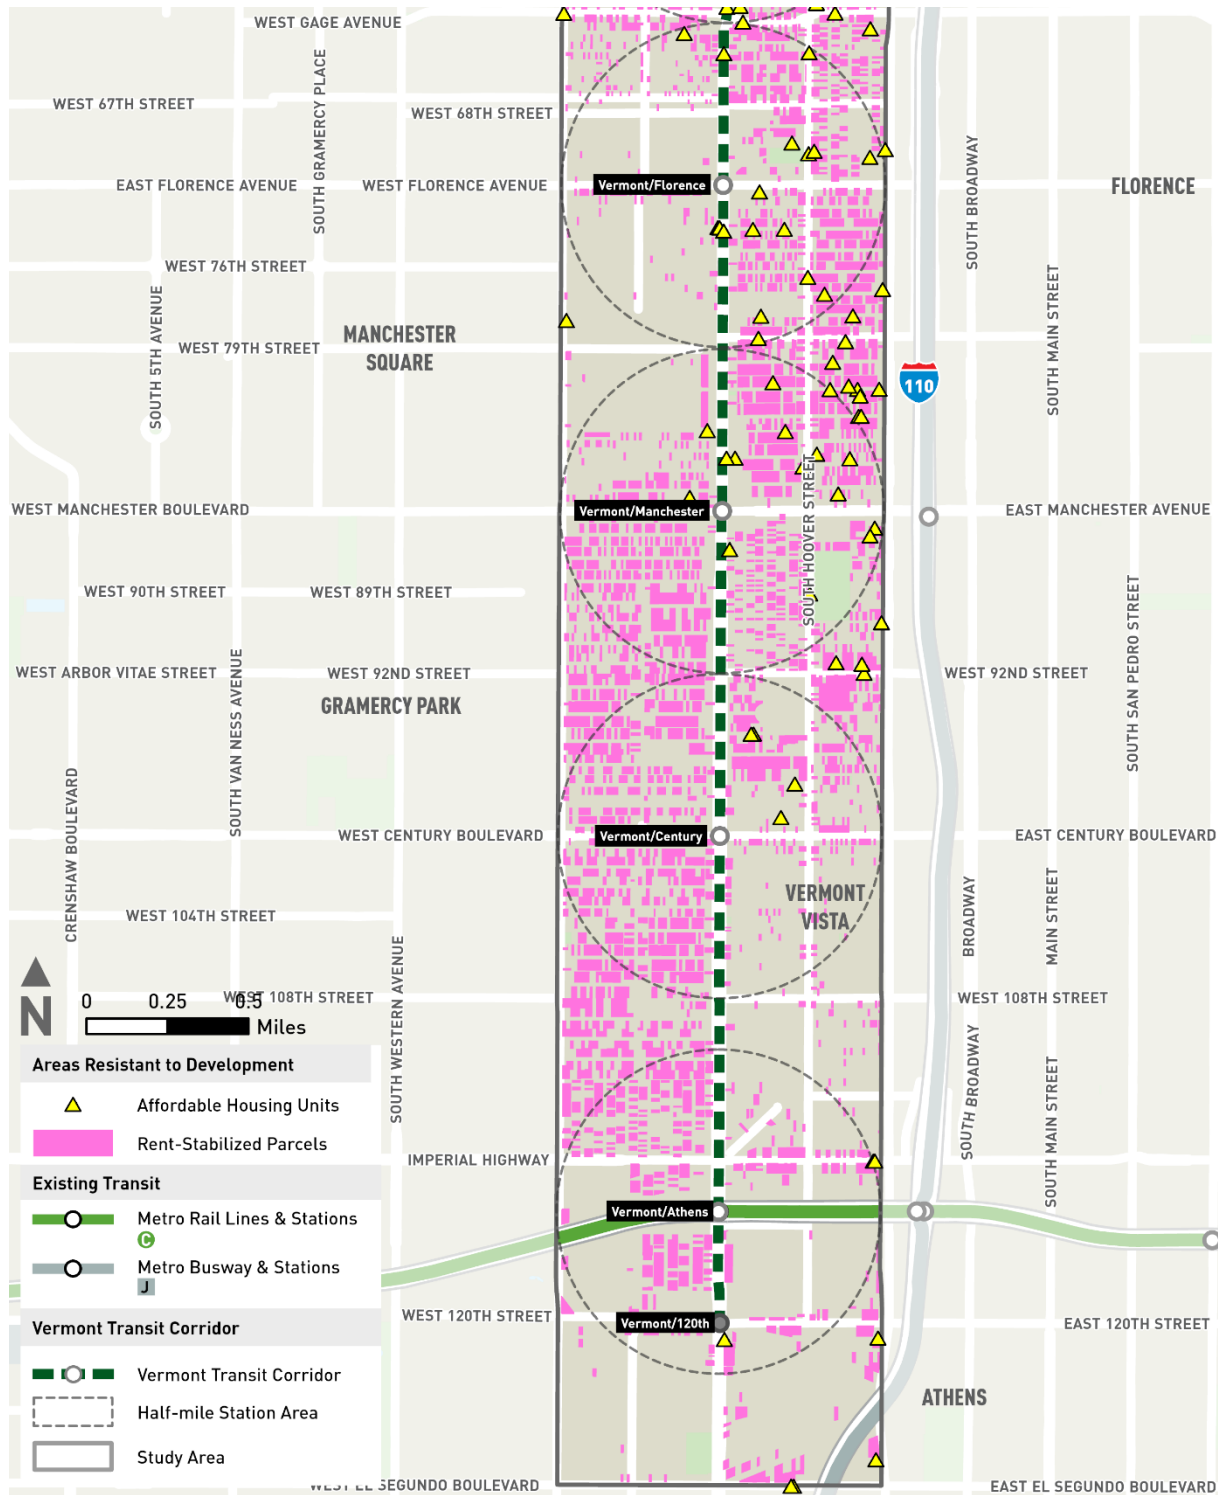 WEST GAGE AVENUE
SOUTH GRAMERCY PLACE
WEST 67TH STREET
WEST 68TH STREET
SOUTH BROADWAY
EAST FLORENCE AVENUE
WEST FLORENCE AVENUE
Vermont/Florence
FLORENCE
WEST 76TH STREET
SOUTH 5TH AVENUE
SOUTH MAIN STREET
MANCHESTER
SQUARE
WEST 79TH STREET
110
SOUTH HOOVER STREET
WEST MANCHESTER BOULEVARD
Vermont/Manchester
EAST MANCHESTER AVENUE
WEST 90TH STREET
WEST 89TH STREET
SOUTH SAN PEDRO STREET
WEST ARBOR VITAE STREET
WEST 92ND STREET
WEST 92ND STREET
SOUTH VAN NESS AVENUE
GRAMERCY PARK
CRENSHAW BOULEVARD
WEST CENTURY BOULEVARD
Vermont/Century
EAST CENTURY BOULEVARD
VERMONT
VISTA
BROADWAY
MAIN STREET
WEST 104TH STREET
SOUTH WESTERN AVENUE
N
0 0.25 0.5
Miles
WEST 108TH STREET
WEST 108TH STREET
SOUTH BROADWAY
SOUTH MAIN STREET
Areas Resistant to Development
Affordable Housing Units
Rent-Stabilized Parcels
IMPERIAL HIGHWAY
Existing Transit
Metro Rail Lines & Stations
C
Vermont/Athens
Metro Busway & Stations
J
WEST 120TH STREET
Vermont/120th
EAST 120TH STREET
Vermont Transit Corridor
Vermont Transit Corridor
Half-mile Station Area
Study Area
ATHENS
WEST EL SEGUNDO BOULEVARD
EAST EL SEGUNDO BOULEVARD